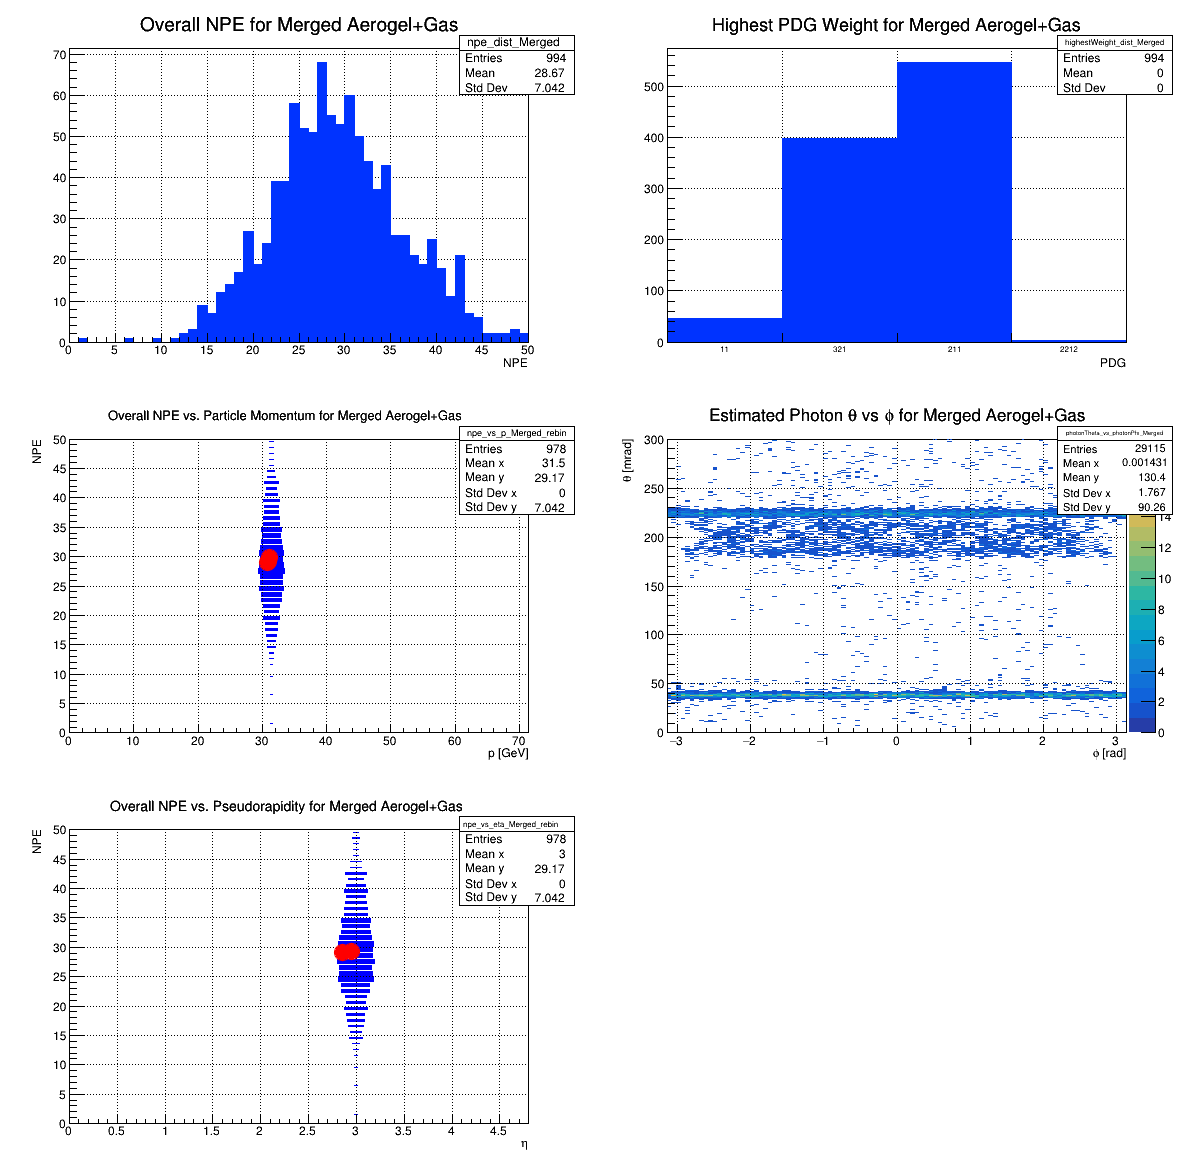 Overall NPE for Merged Aerogel+Gas
npe_dist_Merged
Entries 994
Mean 28.67
Std Dev 7.042
70
60
50
40
30
20
10
0
0 5 10 15 20 25 30 35 40 45 50
NPE
Highest PDG Weight for Merged Aerogel+Gas
highestWeight_dist_Merged
Entries 994
Mean 0
Std Dev 0
500
400
300
200
100
0
11 321 211 2212
PDG
Overall NPE vs. Particle Momentum for Merged Aerogel+Gas
NPE
npe_vs_p_Merged_rebin
Entries 978
Mean x 31.5
Mean y 29.17
Std Dev x 0
Std Dev y 7.042
50
45
40
35
30
25
20
15
10
5
0
0 10 20 30 40 50 60 70
p [GeV]
Estimated Photon θ vs ϕ for Merged Aerogel+Gas
θ [mrad]
photonTheta_vs_photonPhi_Merged
Entries 29115
Mean x 0.001431
Mean y 130.4
Std Dev x 1.767
Std Dev y 90.26
300
250
200
150
100
50
0
−3 −2 −1 0 1 2 3
ϕ [rad]
14
12
10
8
6
4
2
0
Overall NPE vs. Pseudorapidity for Merged Aerogel+Gas
NPE
npe_vs_eta_Merged_rebin
Entries 978
Mean x 3
Mean y 29.17
Std Dev x 0
Std Dev y 7.042
50
45
40
35
30
25
20
15
10
5
0
0 0.5 1 1.5 2 2.5 3 3.5 4 4.5
η